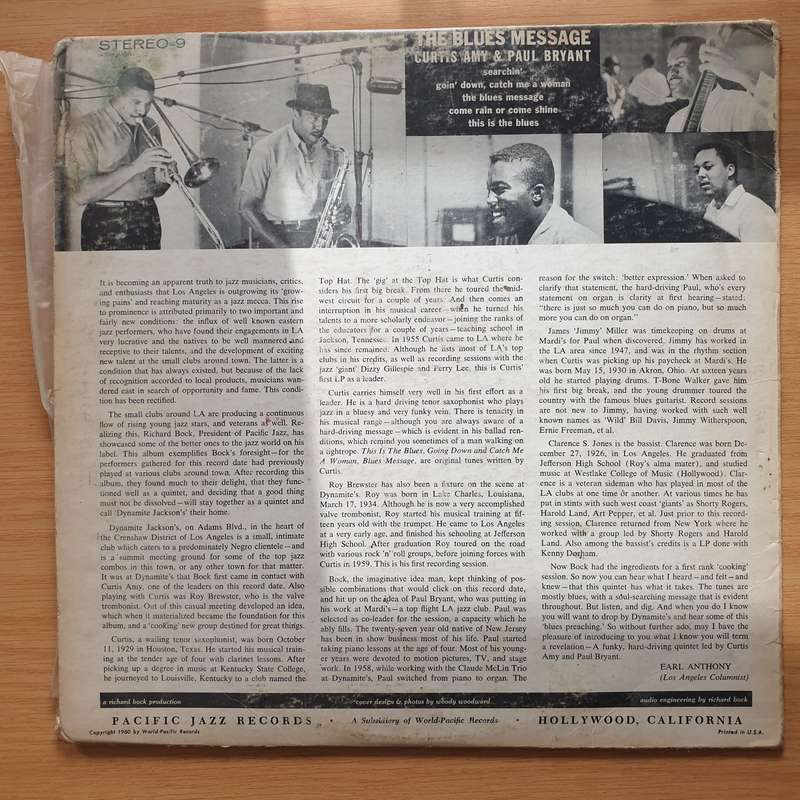 STEREO-9
THE BLUES MESSAGE
CURTIS AMY & PAUL BRYANT
searchin'
goin' down, catch me a woman
the blues message
come rain or come shine
this is the blues
It is becoming an apparent truth to jazz musicians, critics,
and enthusiasts that Los Angeles is outgrowing its 'grow-
ing pains' and reaching maturity as a jazz mecca. This rise
to prominence is attributed primarily to two important and
fairly new conditions: the influx of well known eastern
jazz performers, who have found their engagements in LA
very lucrative and the natives to be well mannered and
receptive to their talents, and the development of exciting
new talent at the small clubs around town. The latter is a
condition that has always existed, but because of the lack
of recognition accorded to local products, musicians wan-
dered east in search of opportunity and fame. This condi-
tion has been rectified.
The small clubs around LA are producing a continuous
flow of rising young jazz stars, and veterans as well. Re-
alizing this, Richard Bock, President of Pacific Jazz, has
showcased some of the better ones to the jazz world on his
label. This album exemplifies Bock's foresight—for the
performers gathered for this record date had previously
played at various clubs around town. After recording this
album, they found much to their delight, that they func-
tioned well as a quintet, and deciding that a good thing
must not be dissolved—will stay together as a quintet and
call 'Dynamite Jackson's' their home.
Dynamite Jackson's, on Adams Blvd., in the heart of
the Crenshaw District of Los Angeles is a small, intimate
club which caters to a predominately Negro clientele—and
is a summit meeting ground for some of the top jazz
combos in this town, or any other town for that matter.
It was at Dynamite's that Bock first came in contact with
Curtis Amy, one of the leaders on this record date. Also
playing with Curtis was Roy Brewster, who is the valve
trombonist. Out of this casual meeting developed an idea,
which when it materialized became the foundation for this
album, and a 'cooking' new group destined for great things.
Curtis, a wailing tenor saxophonist, was born October
11, 1929 in Houston, Texas. He started his musical train-
ing at the tender age of four with clarinet lessons. After
picking up a degree in music at Kentucky State College,
he journeyed to Louisville, Kentucky to a club named the
Top Hat. The 'gig' at the Top Hat is what Curtis con-
siders his first big break. From there he toured the mid-
west circuit for a couple of years. And then comes an
interruption in his musical career—when he turned his
talents to a more scholarly endeavor—joining the ranks of
the educators for a couple of years—teaching school in
Jackson, Tennessee. In 1955 Curtis came to LA where he
has since remained. Although he lists most of LA's top
clubs in his credits, as well as recording sessions with the
jazz 'giant' Dizzy Gillespie and Perry Lee, this is Curtis'
first LP as a leader.
Curtis carries himself very well in his first effort as a
leader. He is a hard driving tenor saxophonist who plays
jazz in a bluesy and very funky vein. There is tenacity in
his musical range—although you are always aware of a
hard-driving message—which is evident in his ballad ren-
ditions, which remind you sometimes of a man walking on
a tightrope. This Is The Blues, Going Down and Catch Me
A Woman, Blues Message, are original tunes written by
Curtis.
Roy Brewster has also been a fixture on the scene at
Dynamite's. Roy was born in Lake Charles, Louisiana,
March 17, 1934. Although he is now a very accomplished
valve trombonist, Roy started his musical training at fif-
teen years old with the trumpet. He came to Los Angeles
at a very early age, and finished his schooling at Jefferson
High School. After graduation Roy toured on the road
with various rock 'n' roll groups, before joining forces with
Curtis in 1959. This is his first recording session.
Bock, the imaginative man, kept thinking of pos-
sible combinations that would click on this record date,
and hit up on the idea of Paul Bryant, who was putting in
his work at Mardi's—a top flight LA jazz club. Paul was
selected as co-leader for the session, a capacity which he
ably fills. The twenty-seven year old native of New Jersey
has been in show business most of his life. Paul started
taking piano lessons at the age of four. Most of his young-
er years were devoted to motion pictures, TV, and stage
work. In 1958, while working with the Claude McLin Trio
at Dynamite's, Paul switched from piano to organ. The
reason for the switch: 'better expression.' When asked to
clarify that statement, the hard-driving Paul, who's every
statement on organ is clarity at first hearing—stated;
"there is just so much you can do on piano, but so much
more you can do on organ."
James 'Jimmy' Miller was timekeeping on drums at
Mardi's for Paul when discovered. Jimmy has worked in
the LA area since 1947, and was in the rhythm section
when Curtis was picking up his paycheck at Mardi's. He
was born May 15, 1930 in Akron, Ohio. At sixteen years
old he started playing drums. T-Bone Walker gave him
his first big break, and the young drummer toured the
country with the famous blues guitarist. Record sessions
are not new to Jimmy, having worked with such well
known names as 'Wild' Bill Davis, Jimmy Witherspoon,
Ernie Freeman, et al.
Clarence S. Jones is the bassist. Clarence was born De-
cember 27, 1926, in Los Angeles. He graduated from
Jefferson High School (Roy's alma mater), and studied
music at Westlake College of Music (Hollywood). Clar-
ence is a veteran sideman who has played in most of the
LA clubs at one time or another. At various times he has
put in stints with such west coast 'giants' as Shorty Rogers,
Harold Land, Art Pepper, et al. Just prior to this record-
ing session, Clarence returned from New York where he
worked with a group led by Shorty Rogers and Harold
Land. Also among the bassist's credits is a LP done with
Kenny Dorham.
Now Bock had the ingredients for a first rank 'cooking'
session. So now you can hear what I heard—and felt—and
knew—that this quintet has what it takes. The tunes are
mostly blues, with a soul-searching message that is evident
throughout. But listen, and dig. And when you do I know
you will want to drop by Dynamite's and hear some of this
'blues preaching.' So without further ado, may I have the
pleasure of introducing to you what I know you will term
a revelation—A funky, hard-driving quintet led by Curtis
Amy and Paul Bryant.
EARL ANTHONY
(Los Angeles Columnist)
a richard bock production
cover design & photos by woody woodward
audio engineering by richard bock
PACIFIC JAZZ RECORDS • A Subsidiary of World-Pacific Records • HOLLYWOOD, CALIFORNIA
Copyright 1960 by World-Pacific Records
Printed in U.S.A.